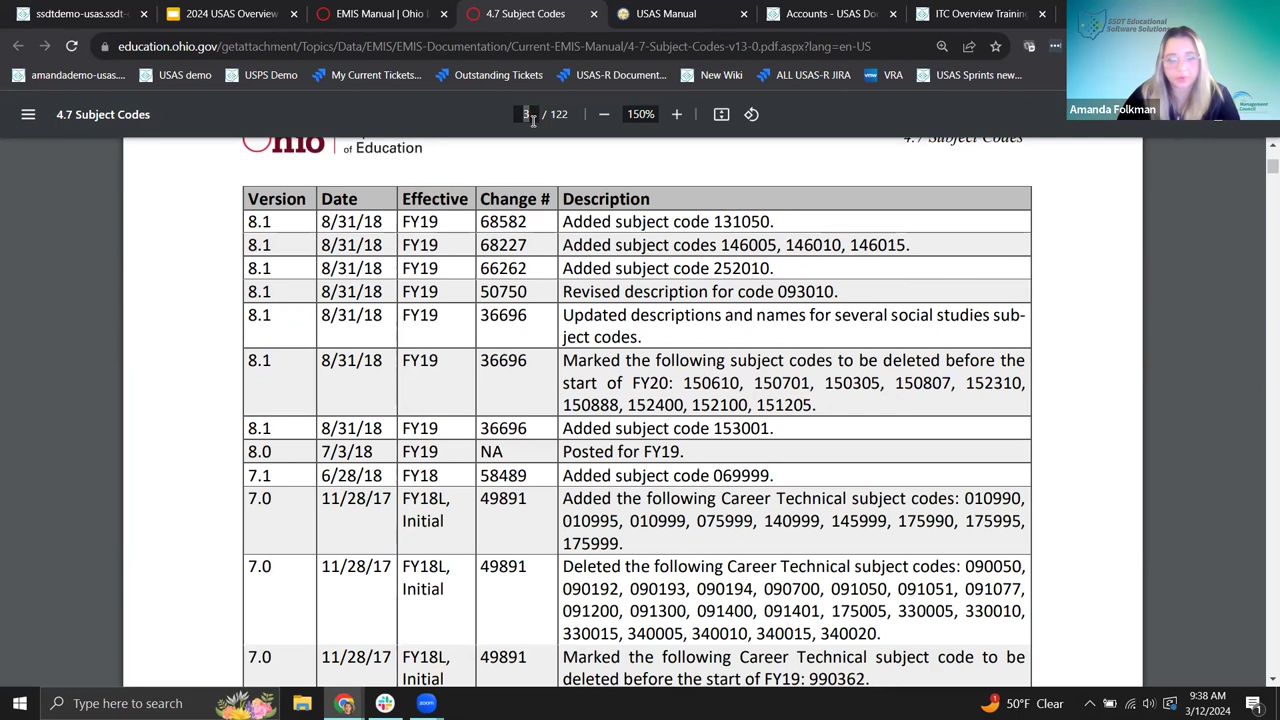 ssdtdemo-usas.ssdt-
2024 USAS Overview
EMIS Manual | Ohio
4.7 Subject Codes
USAS Manual
Accounts - USAS Do
ITC Overview Training
education.ohio.gov/getattachment/Topics/Data/EMIS/EMIS-Documentation/Current-EMIS-Manual/4-7-Subject-Codes-v13-0.pdf.aspx?lang=en-US
amandademo-usas....
USAS demo
USPS Demo
My Current Tickets...
Outstanding Tickets
USAS-R Document...
New Wiki
ALL USAS-R JIRA
VRA
USAS Sprints new...
SSDT Educational
Software Solutions
Management
Council
Amanda Folkman
4.7 Subject Codes
3 / 22
150%
Ohio
of Education
4.7 Subject Codes
Version Date Effective Change # Description
8.1 8/31/18 FY19 68582 Added subject code 131050.
8.1 8/31/18 FY19 68227 Added subject codes 146005, 146010, 146015.
8.1 8/31/18 FY19 66262 Added subject code 252010.
8.1 8/31/18 FY19 50750 Revised description for code 093010.
8.1 8/31/18 FY19 36696 Updated descriptions and names for several social studies sub-
ject codes.
8.1 8/31/18 FY19 36696 Marked the following subject codes to be deleted before the
start of FY20: 150610, 150701, 150305, 150807, 152310,
150888, 152400, 152100, 151205.
8.1 8/31/18 FY19 36696 Added subject code 153001.
8.0 7/3/18 FY19 NA Posted for FY19.
7.1 6/28/18 FY18 58489 Added subject code 069999.
7.0 11/28/17 FY18L, 49891 Added the following Career Technical subject codes: 010990,
Initial 010995, 010999, 075999, 140999, 145999, 175990, 175995,
175999.
7.0 11/28/17 FY18L, 49891 Deleted the following Career Technical subject codes: 090050,
Initial 090192, 090193, 090194, 090700, 091050, 091051, 091077,
091200, 091300, 091400, 091401, 175005, 330005, 330010,
330015, 340005, 340010, 340015, 340020.
7.0 11/28/17 FY18L, 49891 Marked the following Career Technical subject code to be
Initial deleted before the start of FY19: 990362.
Type here to search
50°F Clear
9:38 AM
3/12/2024